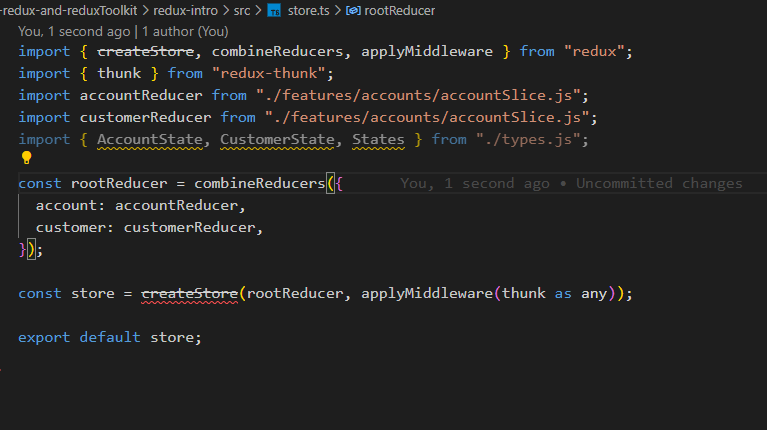 -redux-and-reduxToolkit > redux-intro > src > TS store.ts > rootReducer
You, 1 second ago | 1 author (You)
import { createStore, combineReducers, applyMiddleware } from "redux";
import { thunk } from "redux-thunk";
import accountReducer from "./features/accounts/accountSlice.js";
import customerReducer from "./features/accounts/accountSlice.js";
import { AccountState, CustomerState, States } from "./types.js";
const rootReducer = combineReducers({ You, 1 second ago • Uncommitted changes
account: accountReducer,
customer: customerReducer,
});
const store = createStore(rootReducer, applyMiddleware(thunk as any));
export default store;